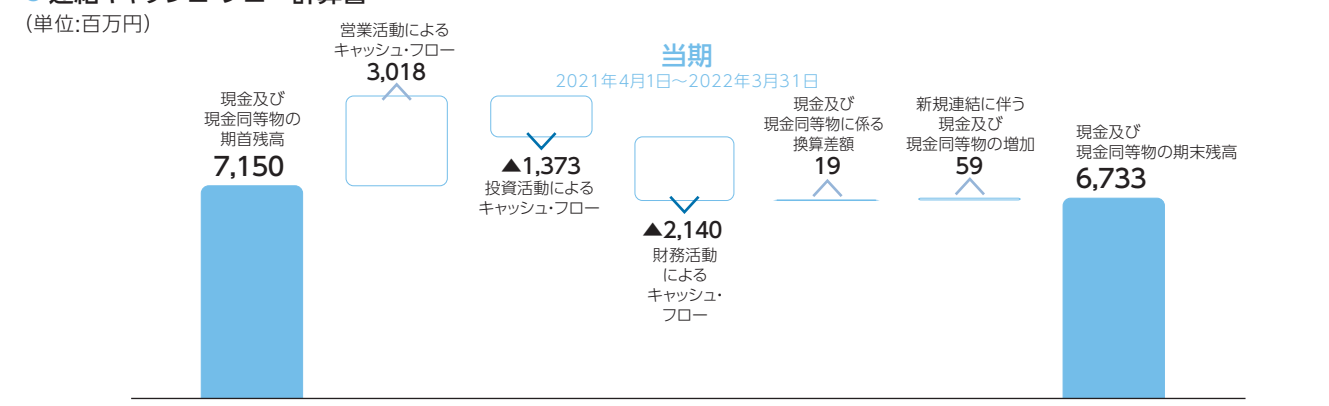 (単位:百万円)
営業活動による
キャッシュ・フロー
3,018
当期
2021年4月1日～2022年3月31日
現金及び
現金同等物の
期首残高
7,150
▲1,373
投資活動による
キャッシュ・フロー
▲2,140
財務活動
による
キャッシュ・
フロー
現金及び
現金同等物に係る
換算差額
19
新規連結に伴う
現金及び
現金同等物の増加
59
現金及び
現金同等物の期末残高
6,733